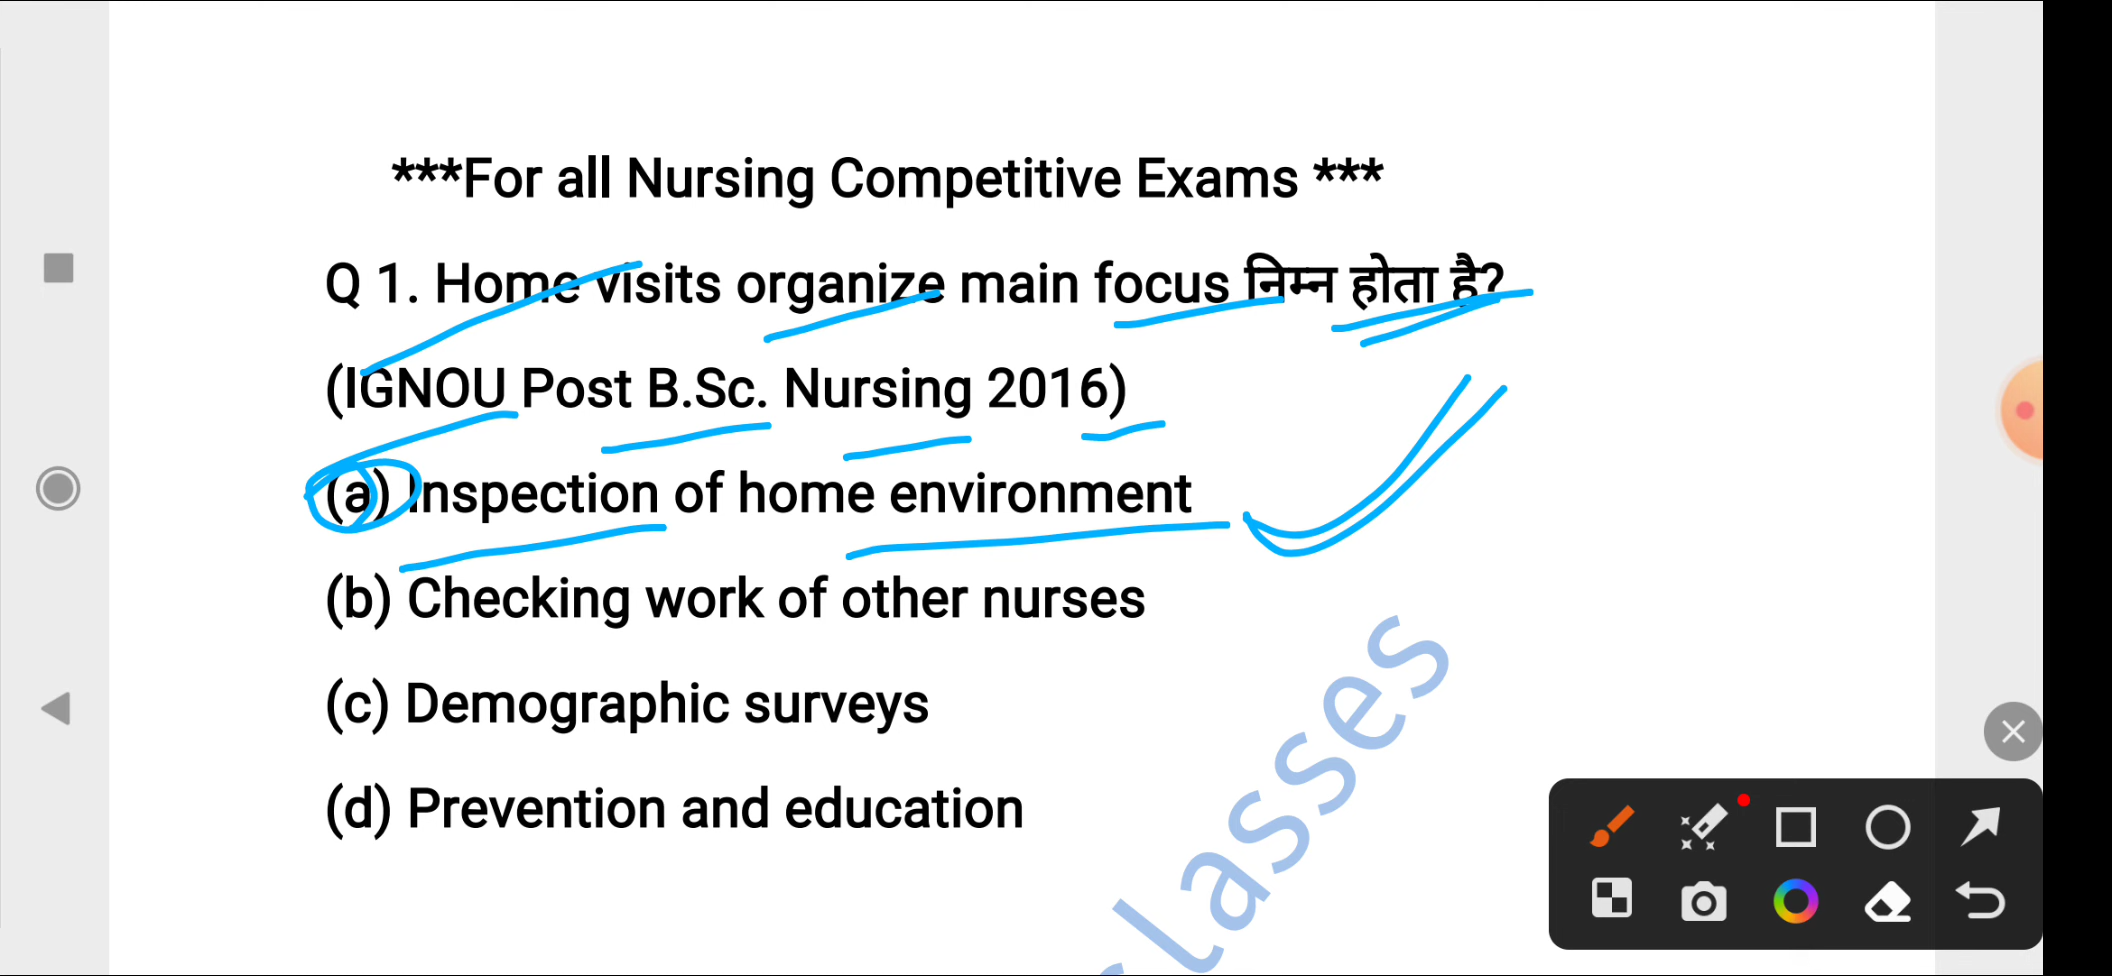 ***For all Nursing Competitive Exams ***
Q 1. Home visits organize main focus निम्न होता है?
(IGNOU Post B.Sc. Nursing 2016)
(a) Inspection of home environment
(b) Checking work of other nurses
(c) Demographic surveys
(d) Prevention and education
lasses